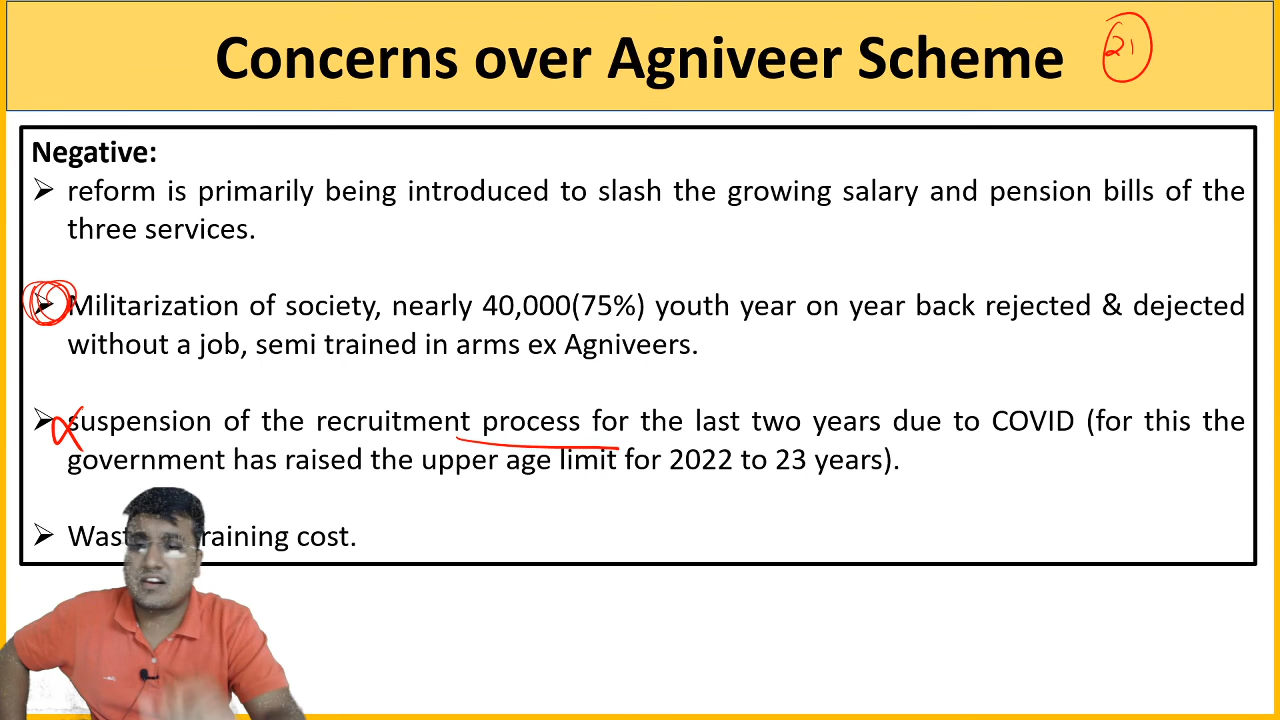 Concerns over Agniveer Scheme
21
Negative:
➢ reform is primarily being introduced to slash the growing salary and pension bills of the
three services.
➢ Militarization of society, nearly 40,000(75%) youth year on year back rejected & dejected
without a job, semi trained in arms ex Agniveers.
➢ suspension of the recruitment process for the last two years due to COVID (for this the
government has raised the upper age limit for 2022 to 23 years).
➢ training cost.